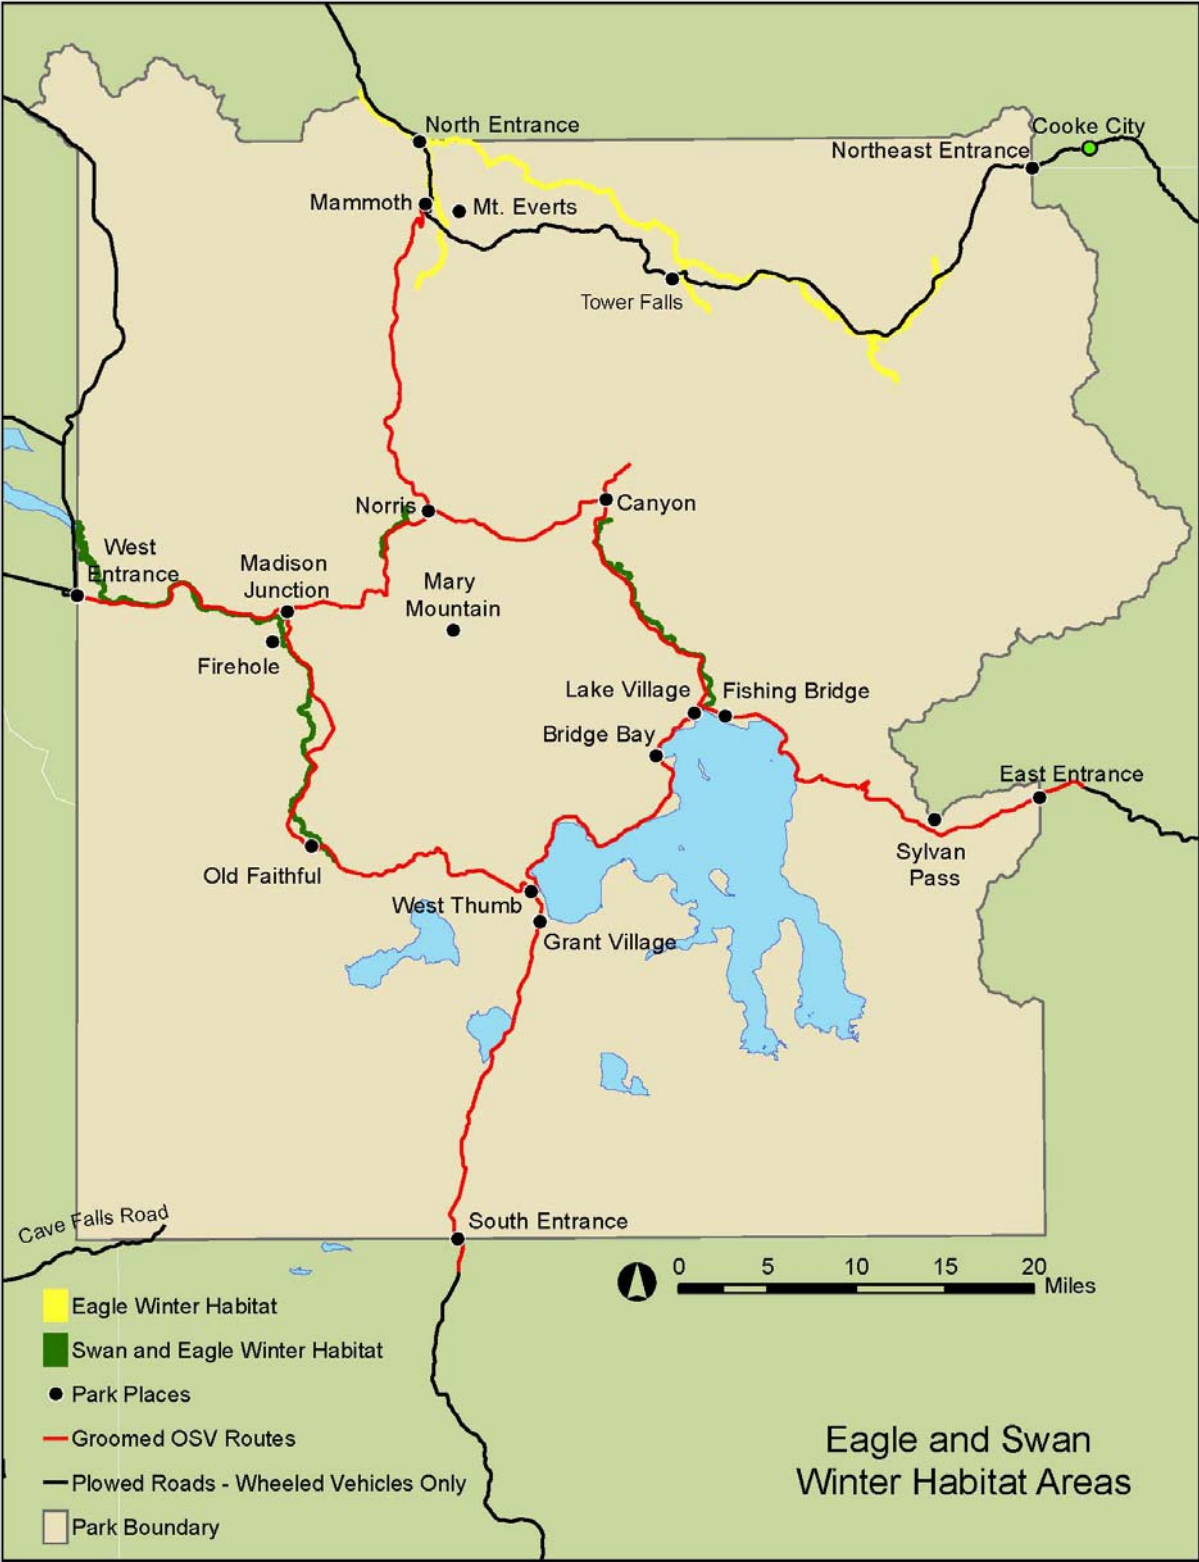 North Entrance
Cooke City
Northeast Entrance
Mammoth
Mt. Everts
Tower Falls
Norris
Canyon
West
Entrance
Madison
Junction
Mary
Mountain
Firehole
Lake Village
Fishing Bridge
Bridge Bay
East Entrance
Sylvan
Pass
Old Faithful
West Thumb
Grant Village
Cave Falls Road
South Entrance
0 5 10 15 20
Miles
Eagle Winter Habitat
Swan and Eagle Winter Habitat
Park Places
Groomed OSV Routes
Plowed Roads - Wheeled Vehicles Only
Park Boundary
Eagle and Swan
Winter Habitat Areas